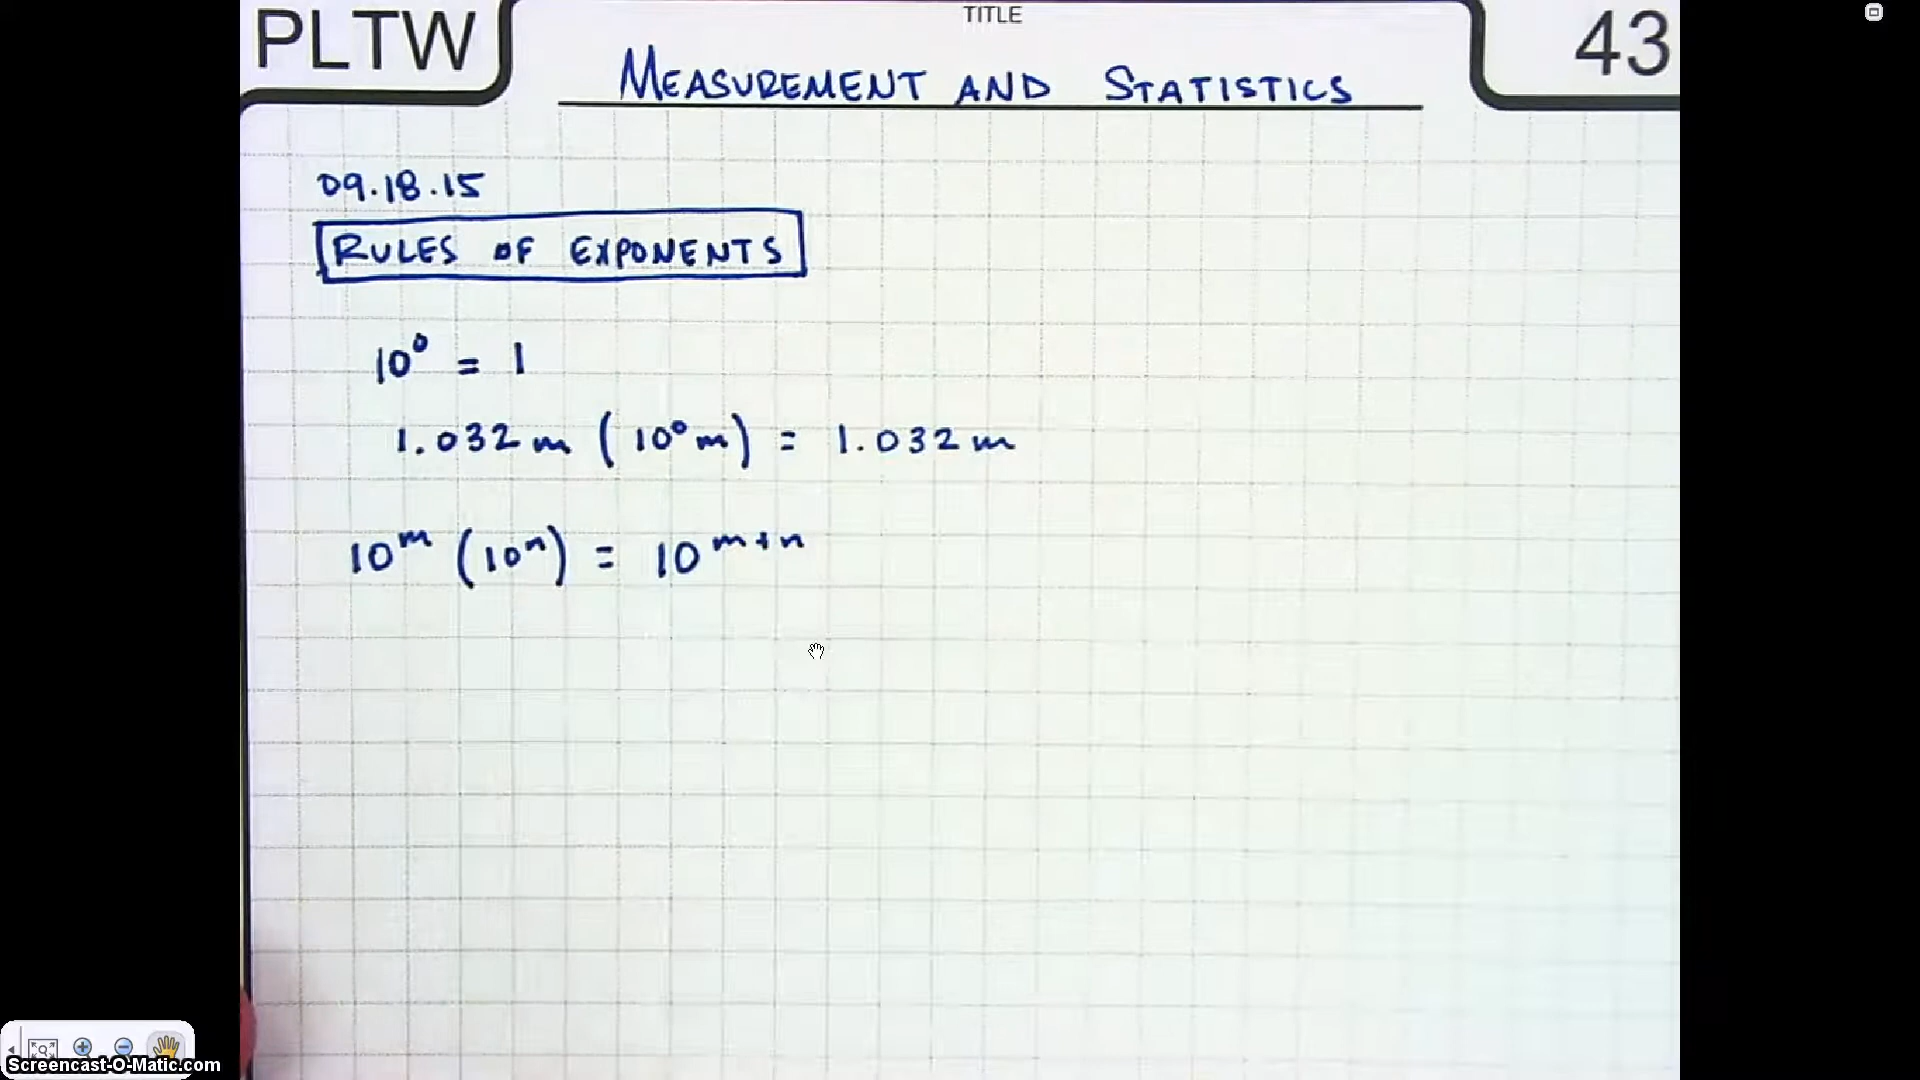 PLTW
TITLE
43
MEASUREMENT AND STATISTICS
09.18.15
RULES OF EXPONENTS
10⁰ = 1
1.032 m (10⁰ m) = 1.032 m
10ᵐ (10ⁿ) = 10ᵐ⁺ⁿ
Screencast-O-Matic.com